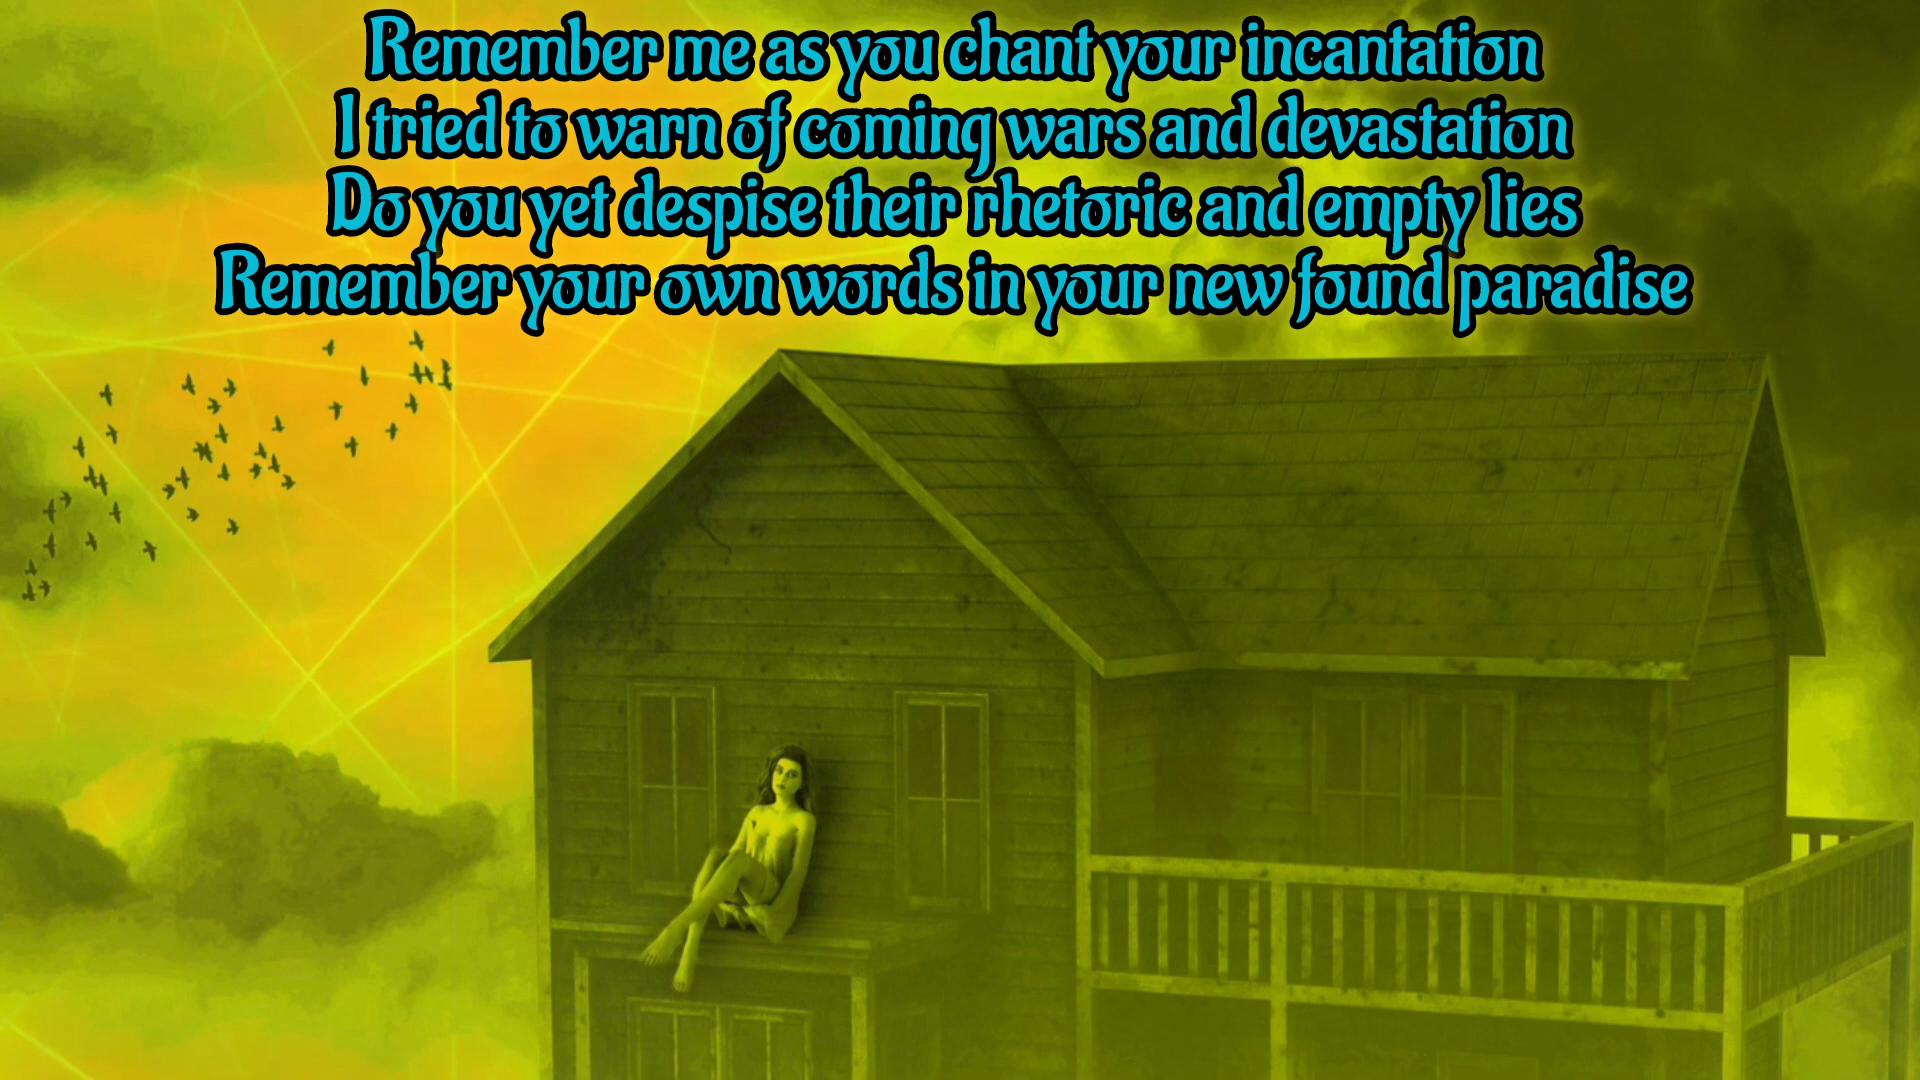 Remember me as you chant your incantation
I tried to warn of coming wars and devastation
Do you yet despise their rhetoric and empty lies
Remember your own words in your new found paradise